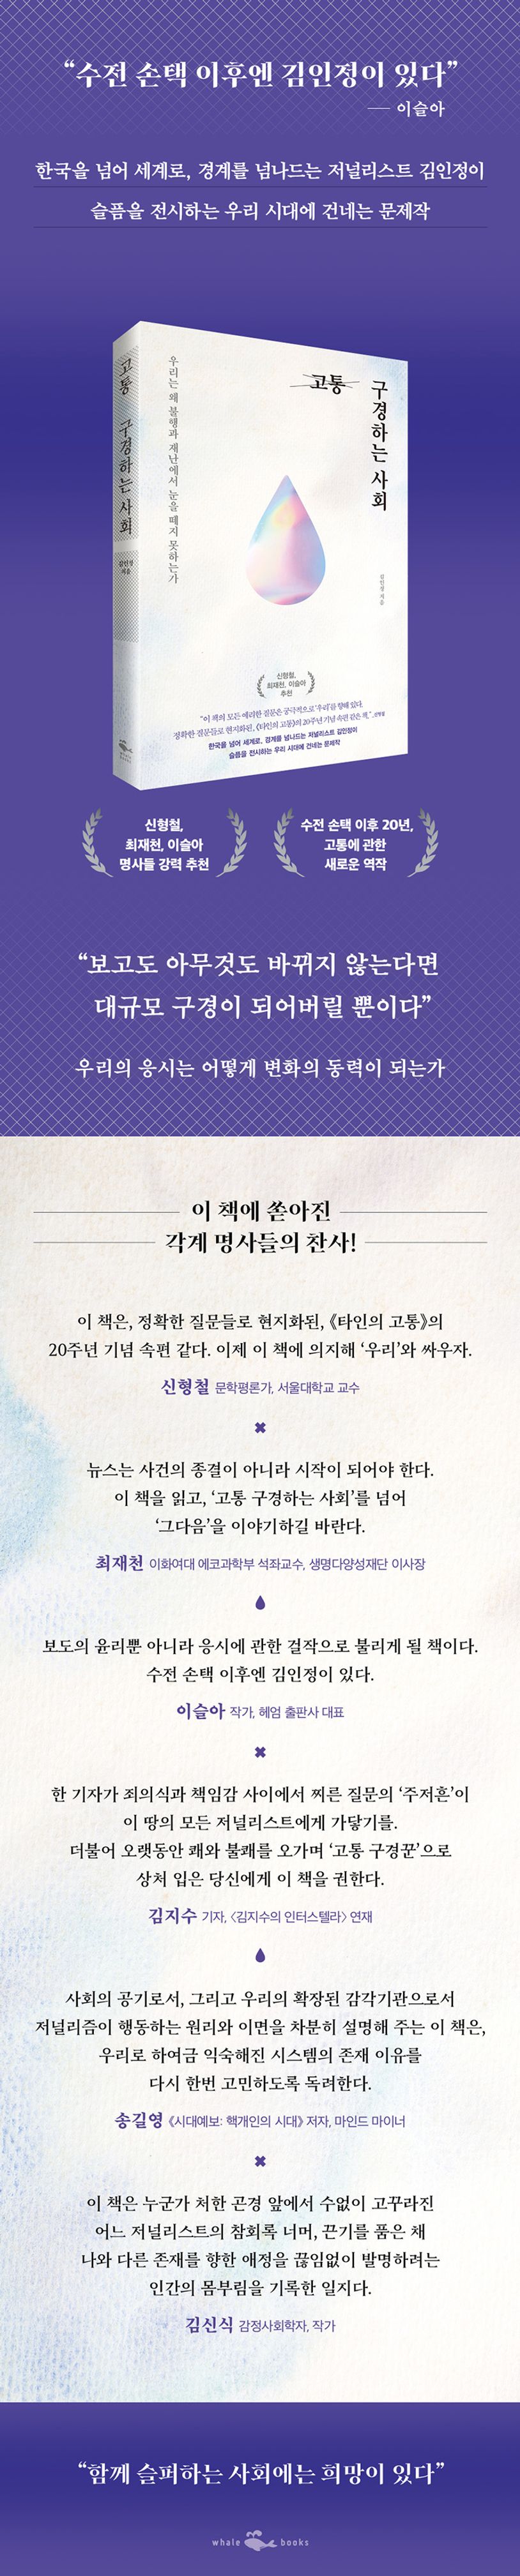 “수전 손택 이후엔 김인정이 있다”
— 이슬아
한국을 넘어 세계로, 경계를 넘나드는 저널리스트 김인정이
슬픔을 전시하는 우리 시대에 건네는 문제작
고통 구경하는 사회
김인정
지음
우리는 왜 불행과 재난에서 눈을 떼지 못하는가
고통
구경하는 사회
김인정 지음
신형철,
최재천, 이슬아
추천
“이 책의 모든 예리한 질문은 궁극적으로 ‘우리’를 향해 있다.
정확한 질문들로 현지화된, 《타인의 고통》의 20주년 기념 속편 같은 책.” _신형철
한국을 넘어 세계로, 경계를 넘나드는 저널리스트 김인정이
슬픔을 전시하는 우리 시대에 건네는 문제작
신형철,
최재천, 이슬아
명사들 강력 추천
수전 손택 이후 20년,
고통에 관한
새로운 역작
“보고도 아무것도 바뀌지 않는다면
대규모 구경이 되어버릴 뿐이다”
우리의 응시는 어떻게 변화의 동력이 되는가
이 책에 쏟아진
각계 명사들의 찬사!
이 책은, 정확한 질문들로 현지화된, 《타인의 고통》의
20주년 기념 속편 같다. 이제 이 책에 의지해 ‘우리’와 싸우자.
신형철 문학평론가, 서울대학교 교수
뉴스는 사건의 종결이 아니라 시작이 되어야 한다.
이 책을 읽고, ‘고통 구경하는 사회’를 넘어
‘그다음’을 이야기하길 바란다.
최재천 이화여대 에코과학부 석좌교수, 생명다양성재단 이사장
보도의 윤리뿐 아니라 응시에 관한 걸작으로 불리게 될 책이다.
수전 손택 이후엔 김인정이 있다.
이슬아 작가, 헤엄 출판사 대표
한 기자가 죄의식과 책임감 사이에서 찌른 질문의 ‘주저흔’이
이 땅의 모든 저널리스트에게 가닿기를.
더불어 오랫동안 쾌와 불쾌를 오가며 ‘고통 구경꾼’으로
상처 입은 당신에게 이 책을 권한다.
김지수 기자, 〈김지수의 인터스텔라〉 연재
사회의 공기로서, 그리고 우리의 확장된 감각기관으로서
저널리즘이 행동하는 원리와 이면을 차분히 설명해 주는 이 책은,
우리로 하여금 익숙해진 시스템의 존재 이유를
다시 한번 고민하도록 독려한다.
송길영 《시대예보: 핵개인의 시대》 저자, 마인드 마이너
이 책은 누군가 처한 곤경 앞에서 수없이 고꾸라진
어느 저널리스트의 참회록 너머, 끈기를 품은 채
나와 다른 존재를 향한 애정을 끊임없이 발명하려는
인간의 몸부림을 기록한 일지다.
김신식 감정사회학자, 작가
“함께 슬퍼하는 사회에는 희망이 있다”
whale books